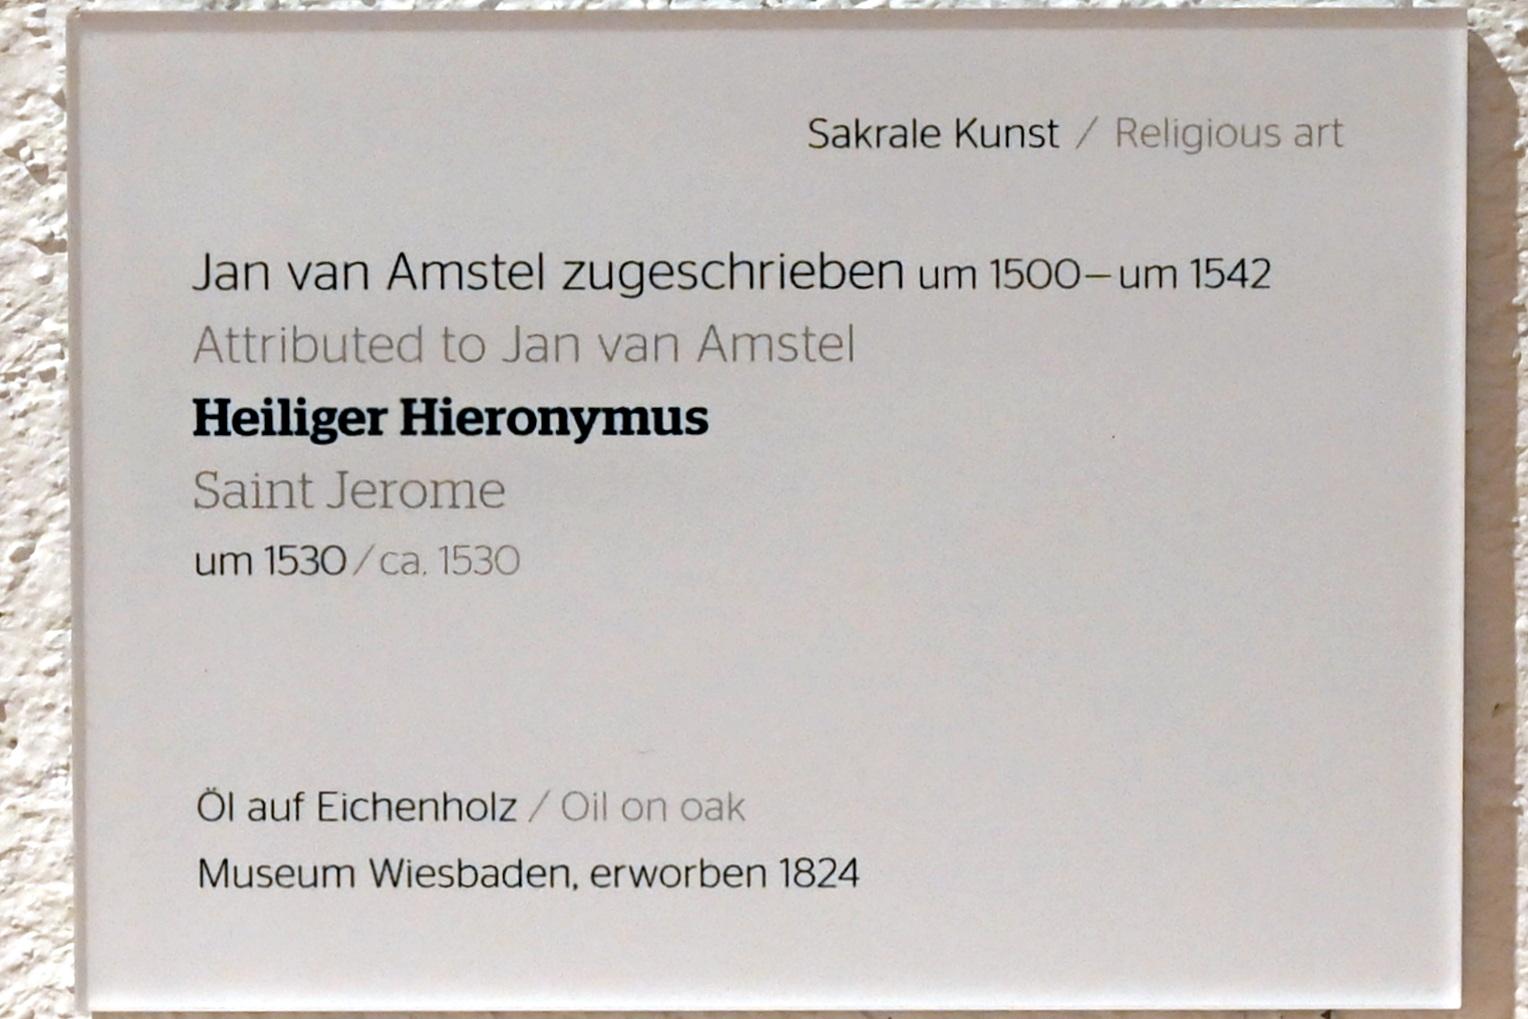 Sakrale Kunst / Religious art
Jan van Amstel zugeschrieben um 1500–um 1542
Attributed to Jan van Amstel
Heiliger Hieronymus
Saint Jerome
um 1530 / ca. 1530
Öl auf Eichenholz / Oil on oak
Museum Wiesbaden, erworben 1824